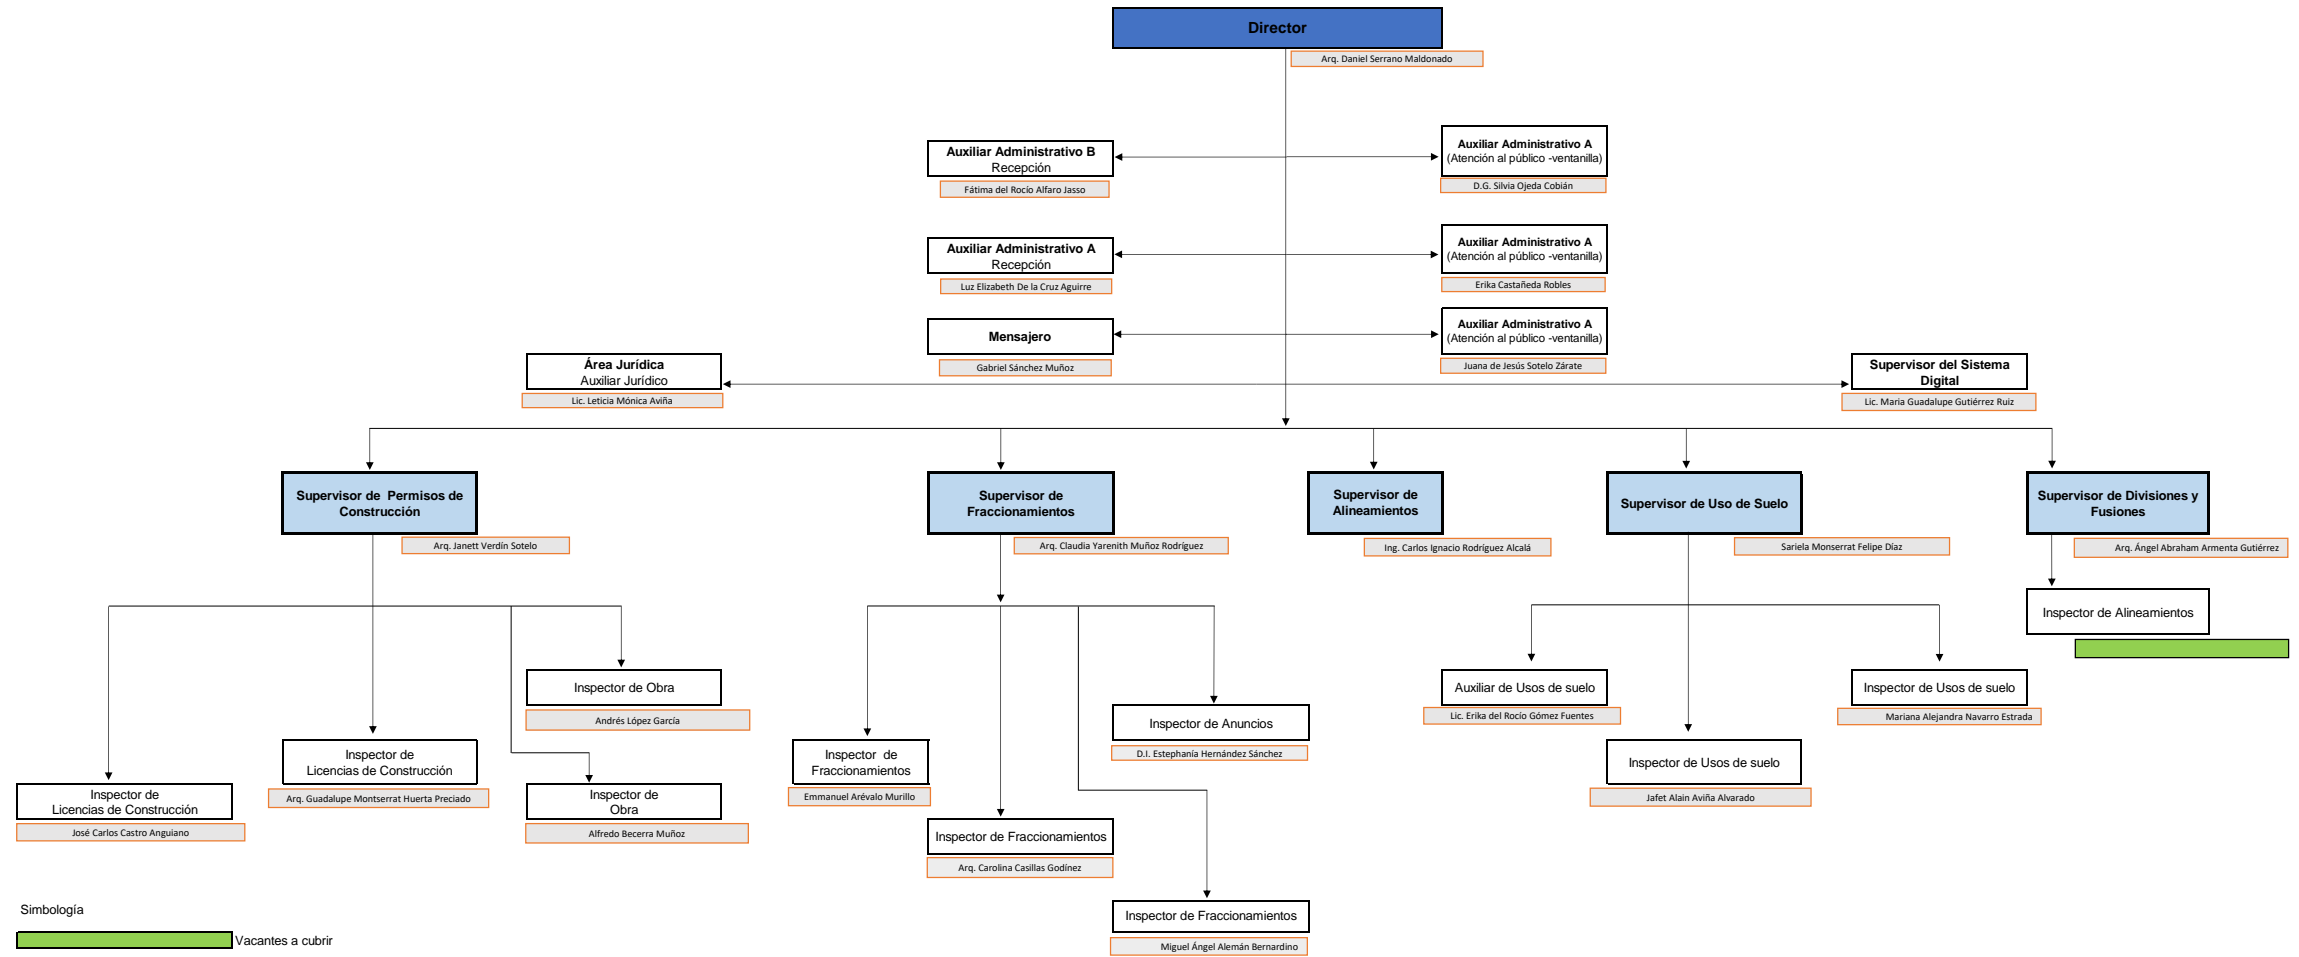 Director
Arq. Daniel Serrano Maldonado
Auxiliar Administrativo B
Recepción
Fátima del Rocío Alfaro Jasso
Auxiliar Administrativo A
(Atención al público -ventanilla)
D.G. Silvia Ojeda Cobián
Auxiliar Administrativo A
Recepción
Luz Elizabeth De la Cruz Aguirre
Auxiliar Administrativo A
(Atención al público -ventanilla)
Erika Castañeda Robles
Mensajero
Gabriel Sánchez Muñoz
Auxiliar Administrativo A
(Atención al público -ventanilla)
Juana de Jesús Sotelo Zárate
Área Jurídica
Auxiliar Jurídico
Lic. Leticia Mónica Aviña
Supervisor del Sistema
Digital
Lic. Maria Guadalupe Gutiérrez Ruiz
Supervisor de  Permisos de
Construcción
Arq. Janett Verdín Sotelo
Supervisor de
Fraccionamientos
Arq. Claudia Yarenith Muñoz Rodríguez
Supervisor de
Alineamientos
Ing. Carlos Ignacio Rodríguez Alcalá
Supervisor de Uso de Suelo
Sariela Monserrat Felipe Díaz
Supervisor de Divisiones y
Fusiones
Arq. Ángel Abraham Armenta Gutiérrez
Inspector de Alineamientos
Inspector de Obra
Andrés López García
Inspector de
Licencias de Construcción
Arq. Guadalupe Montserrat Huerta Preciado
Inspector de
Licencias de Construcción
José Carlos Castro Anguiano
Inspector de
Obra
Alfredo Becerra Muñoz
Inspector de Anuncios
D.I. Estephanía Hernández Sánchez
Inspector  de
Fraccionamientos
Emmanuel Arévalo Murillo
Inspector de Fraccionamientos
Arq. Carolina Casillas Godínez
Inspector de Fraccionamientos
Miguel Ángel Alemán Bernardino
Auxiliar de Usos de suelo
Lic. Erika del Rocío Gómez Fuentes
Inspector de Usos de suelo
Mariana Alejandra Navarro Estrada
Inspector de Usos de suelo
Jafet Alain Aviña Alvarado
Simbología
Vacantes a cubrir